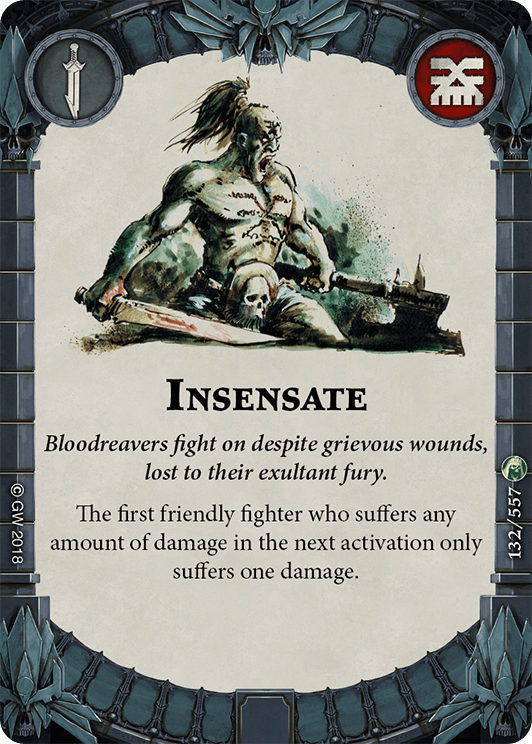 INSENSATE
Bloodreavers fight on despite grievous wounds,
lost to their exultant fury.
The first friendly fighter who suffers any
amount of damage in the next activation only
suffers one damage.
© GW 2018
132/557